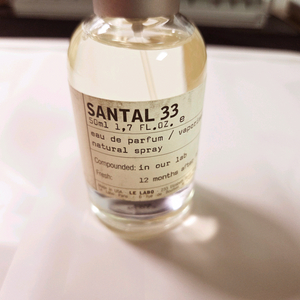 SANTAL 33
50ml 1,7 FL.OZ. e
eau de parfum /
natural spray
Compounded: in our lab
Fresh: 12 months
LE LABO